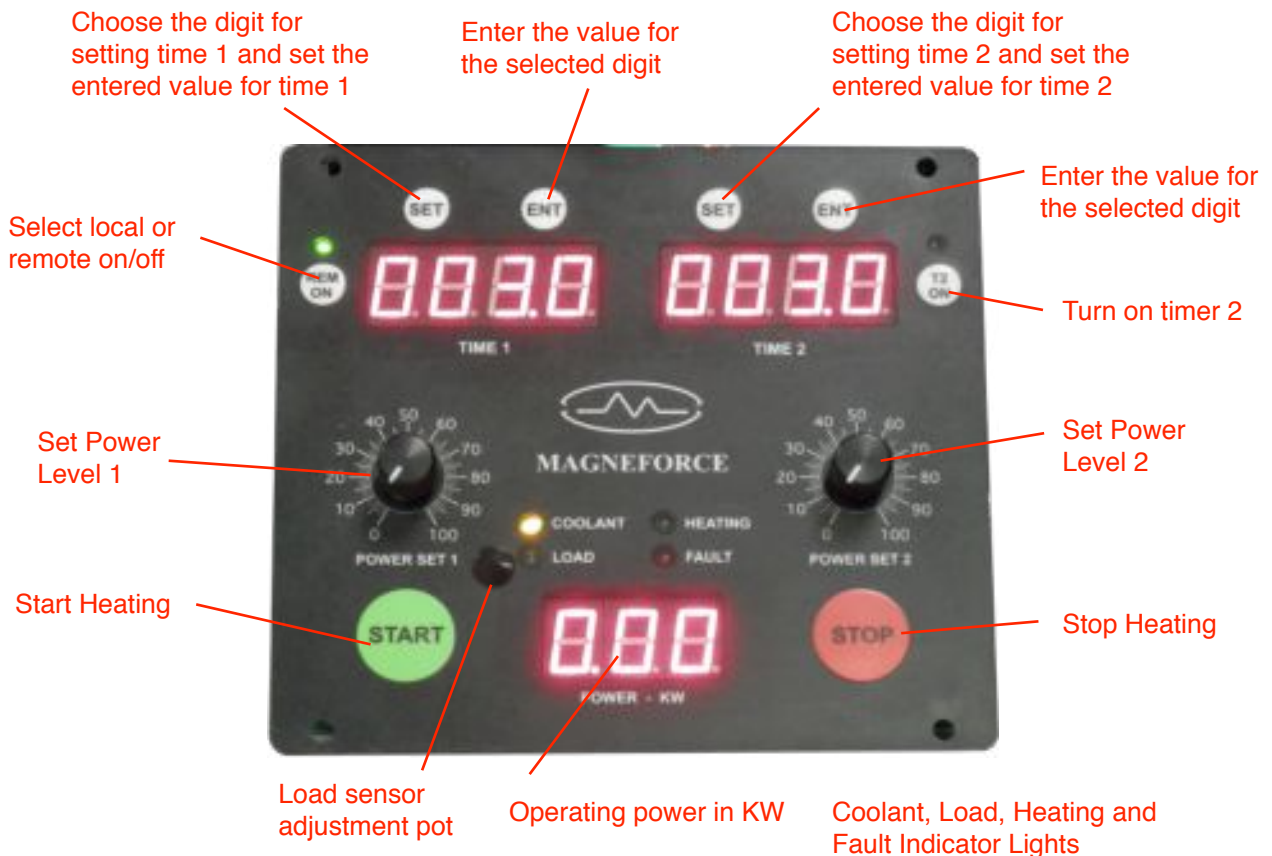 Choose the digit for
setting time 1 and set the
entered value for time 1
Enter the value for
the selected digit
Choose the digit for
setting time 2 and set the
entered value for time 2
Enter the value for
the selected digit
Select local or
remote on/off
SET
ENT
SET
ENT
REM
ON
003.0
003.0
T2
ON
Turn on timer 2
TIME 1
TIME 2
Set Power
Level 1
0 10 20 30 40 50 60 70 80 90 100
POWER SET 1
MAGNEFORCE
COOLANT
HEATING
LOAD
FAULT
0 10 20 30 40 50 60 70 80 90 100
POWER SET 2
Set Power
Level 2
Start Heating
START
0.00
POWER - KW
STOP
Stop Heating
Load sensor
adjustment pot
Operating power in KW
Coolant, Load, Heating and
Fault Indicator Lights